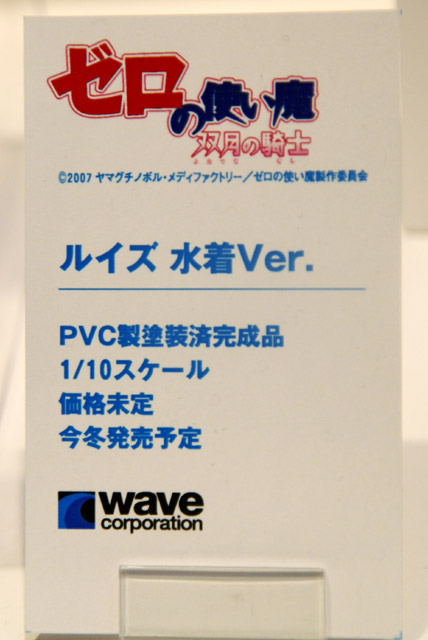 ゼロの使い魔
双月の騎士
©2007 ヤマグチノボル・メディアファクトリー／ゼロの使い魔製作委員会
ルイズ 水着Ver.
PVC製塗装済完成品
1/10スケール
価格未定
今冬発売予定
wave
corporation